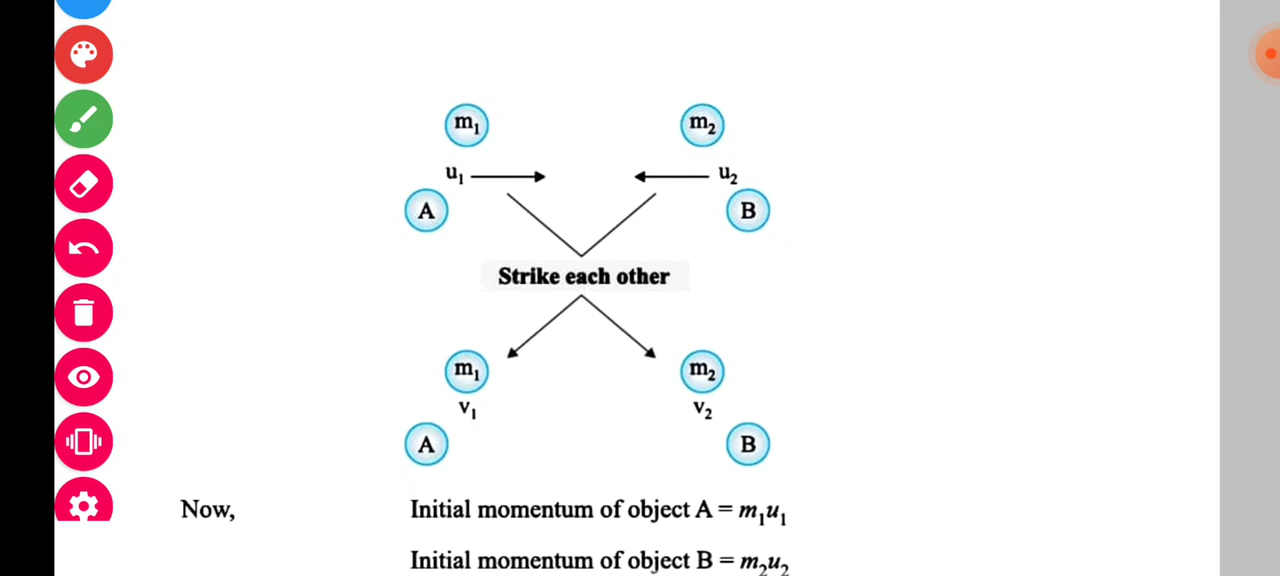 m₁ m₂
u₁ u₂
A B
Strike each other
m₁ m₂
v₁ v₂
A B
Now, Initial momentum of object A = m₁u₁
Initial momentum of object B = m₂u₂